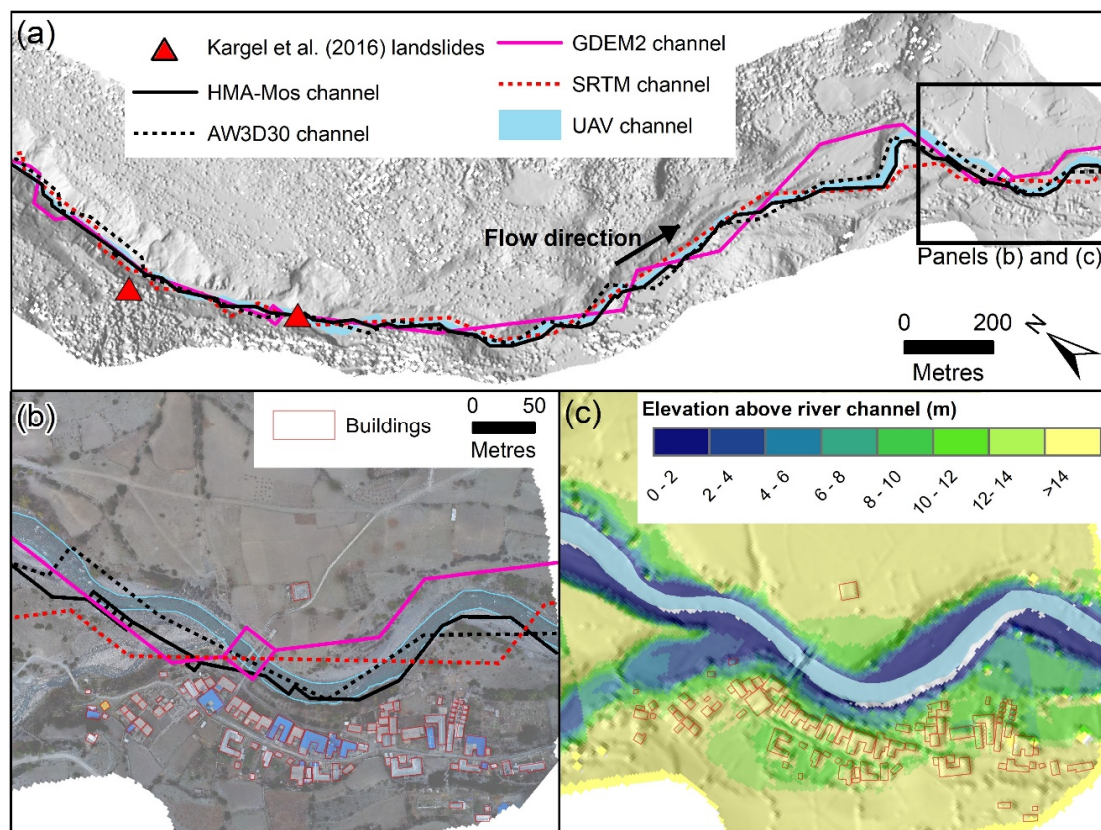 (a)
Kargel et al. (2016) landslides
HMA-Mos channel
AW3D30 channel
GDEM2 channel
SRTM channel
UAV channel
Flow direction
Panels (b) and (c)
0 200
Metres
N
(b)
Buildings
0 50
Metres
(c)
Elevation above river channel (m)
0 - 2
2 - 4
4 - 6
6 - 8
8 - 10
10 - 12
12-14
>14